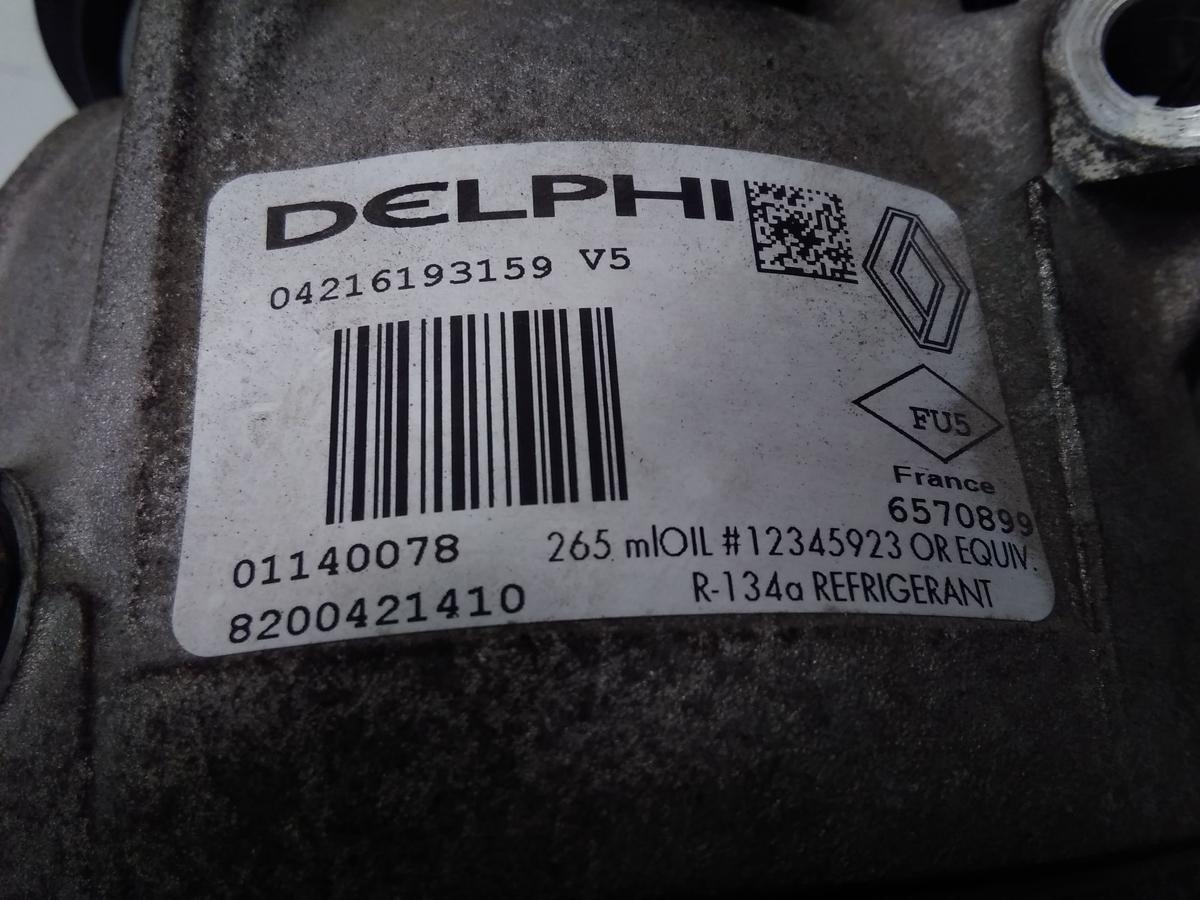 DELPHI
04216193159 V5
FU5
France
6570899
01140078
265 mlOIL #12345923 OR EQUIV.
8200421410
R-134a REFRIGERANT